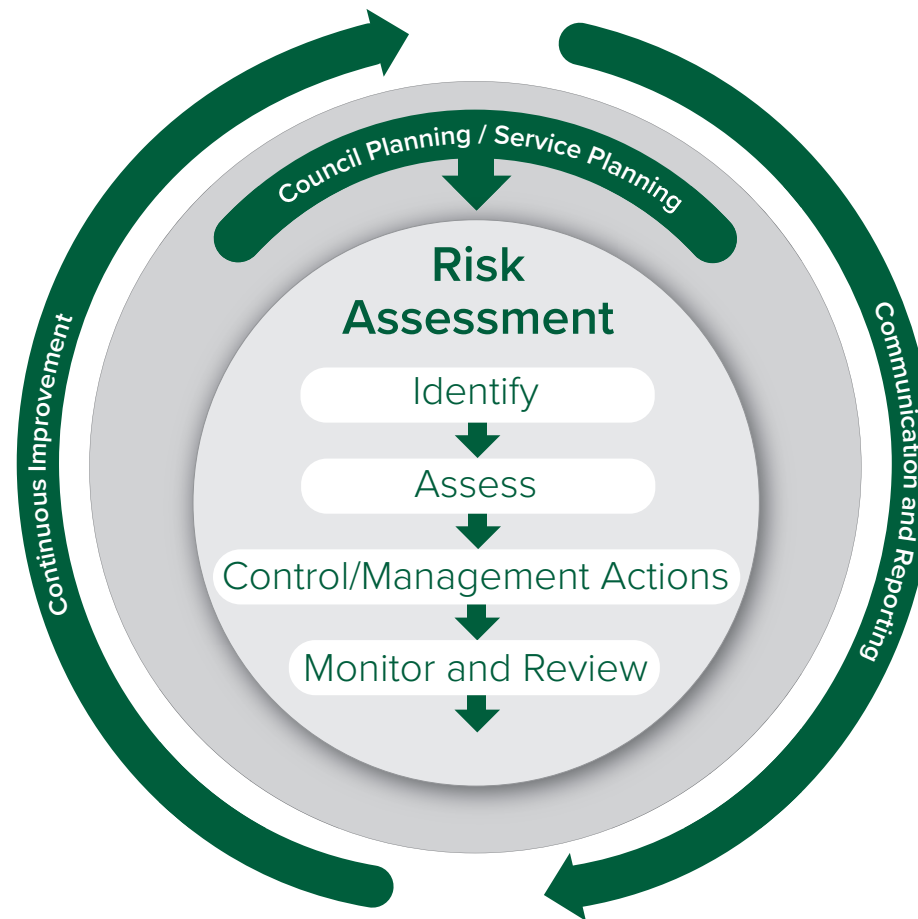 Council Planning / Service Planning
Risk
Assessment
Identify
Assess
Control/Management Actions
Monitor and Review
Continuous Improvement
Communication and Reporting